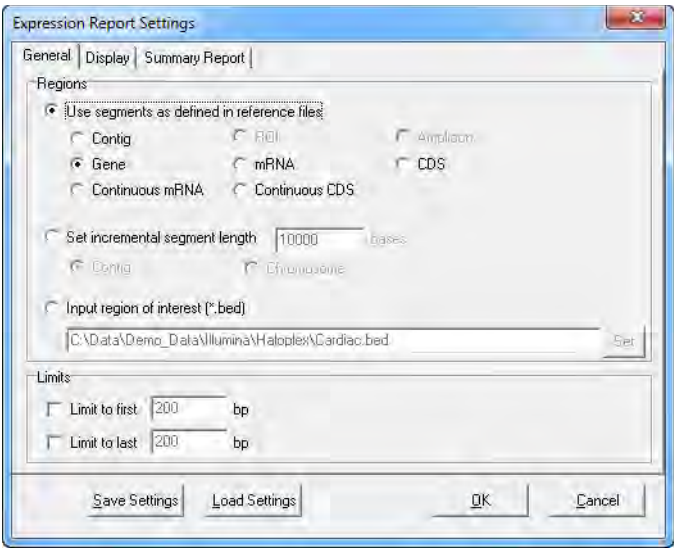 Expression Report Settings
General Display Summary Report
Regions
Use segments as defined in reference files
Contig ROI Amplicon
Gene mRNA CDS
Continuous mRNA Continuous CDS
Set incremental segment length 10000 bases
Contig Chromosome
Input region of interest (*.bed)
C:\Data\Demo_Data\Illumina\Haloplex\Cardiac.bed Set
Limits
Limit to first 200 bp
Limit to last 200 bp
Save Settings Load Settings OK Cancel